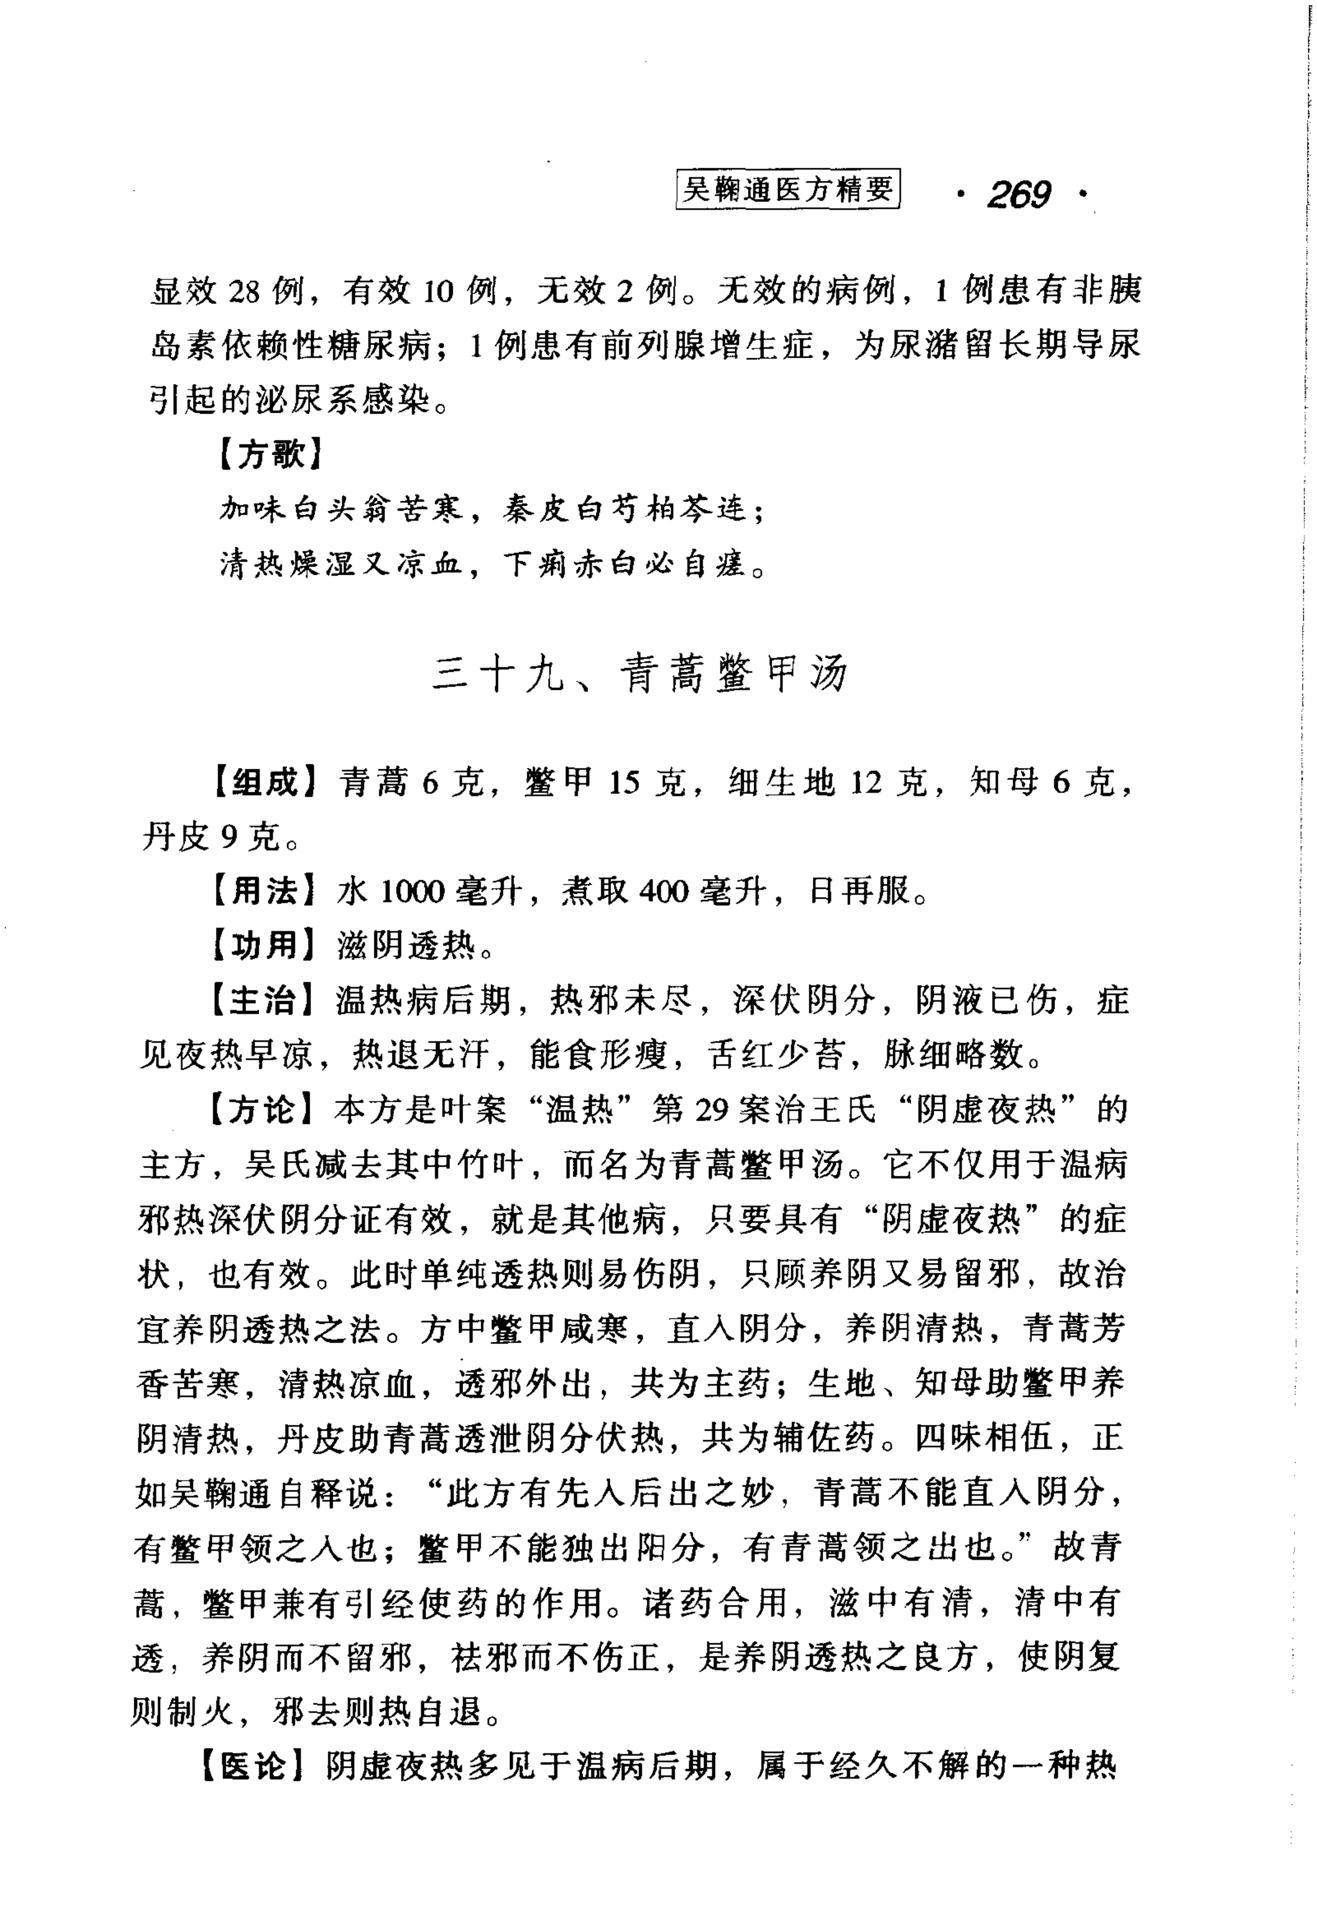 吴鞠通医方精要 · 269 ·
显效 28 例，有效 10 例，无效 2 例。无效的病例，1 例患有非胰
岛素依赖性糖尿病；1 例患有前列腺增生症，为尿潴留长期导尿
引起的泌尿系感染。
【方歌】
加味白头翁苦寒，秦皮白芍柏芩连；
清热燥湿又凉血，下痢赤白必自瘥。
三十九、青蒿鳖甲汤
【组成】青蒿 6 克，鳖甲 15 克，细生地 12 克，知母 6 克，
丹皮 9 克。
【用法】水 1000 毫升，煮取 400 毫升，日再服。
【功用】滋阴透热。
【主治】温热病后期，热邪未尽，深伏阴分，阴液已伤，症
见夜热早凉，热退无汗，能食形瘦，舌红少苔，脉细略数。
【方论】本方是叶案“温热”第 29 案治王氏“阴虚夜热”的
主方，吴氏减去其中竹叶，而名为青蒿鳖甲汤。它不仅用于温病
邪热深伏阴分证有效，就是其他病，只要具有“阴虚夜热”的症
状，也有效。此时单纯透热则易伤阴，只顾养阴又易留邪，故治
宜养阴透热之法。方中鳖甲咸寒，直入阴分，养阴清热，青蒿芳
香苦寒，清热凉血，透邪外出，共为主药；生地、知母助鳖甲养
阴清热，丹皮助青蒿透泄阴分伏热，共为辅佐药。四味相伍，正
如吴鞠通自释说：“此方有先入后出之妙，青蒿不能直入阴分，
有鳖甲领之入也；鳖甲不能独出阳分，有青蒿领之出也。”故青
蒿，鳖甲兼有引经使药的作用。诸药合用，滋中有清，清中有
透，养阴而不留邪，祛邪而不伤正，是养阴透热之良方，使阴复
则制火，邪去则热自退。
【医论】阴虚夜热多见于温病后期，属于经久不解的一种热